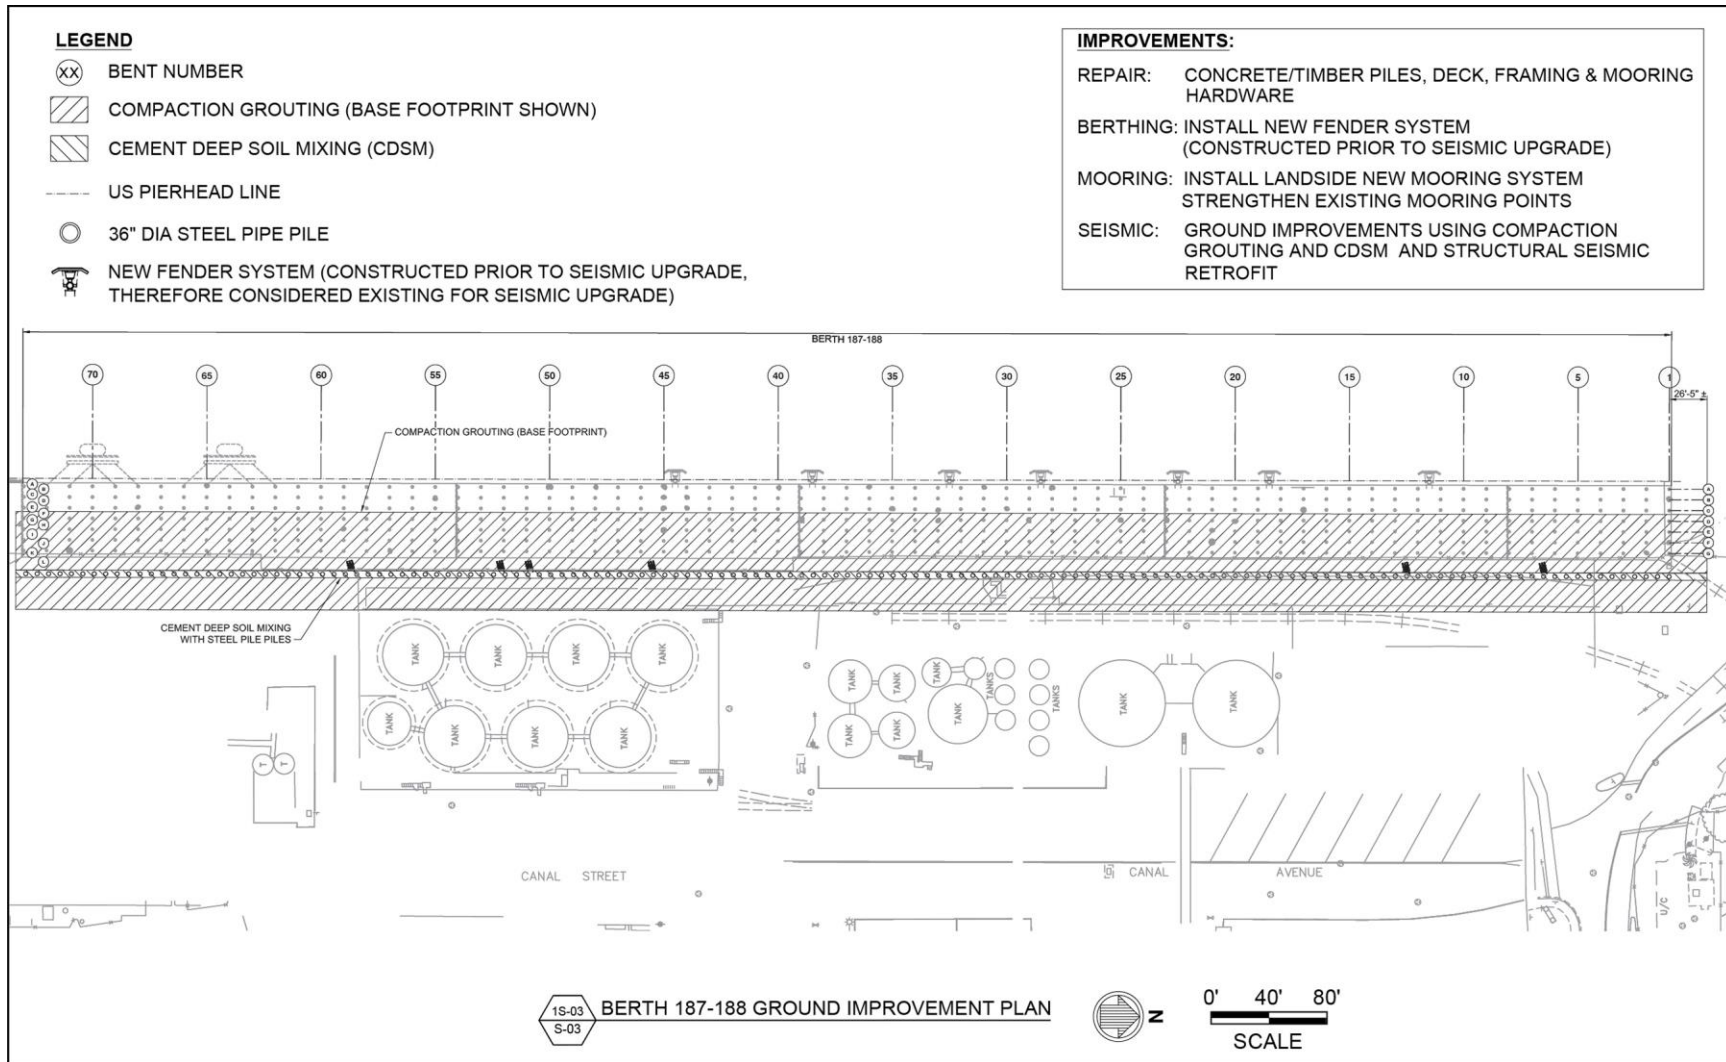 LEGEND
XX BENT NUMBER
COMPACTION GROUTING (BASE FOOTPRINT SHOWN)
CEMENT DEEP SOIL MIXING (CDSM)
US PIERHEAD LINE
36" DIA STEEL PIPE PILE
NEW FENDER SYSTEM (CONSTRUCTED PRIOR TO SEISMIC UPGRADE,
THEREFORE CONSIDERED EXISTING FOR SEISMIC UPGRADE)
IMPROVEMENTS:
REPAIR: CONCRETE/TIMBER PILES, DECK, FRAMING & MOORING
HARDWARE
BERTHING: INSTALL NEW FENDER SYSTEM
(CONSTRUCTED PRIOR TO SEISMIC UPGRADE)
MOORING: INSTALL LANDSIDE NEW MOORING SYSTEM
STRENGTHEN EXISTING MOORING POINTS
SEISMIC: GROUND IMPROVEMENTS USING COMPACTION
GROUTING AND CDSM AND STRUCTURAL SEISMIC
RETROFIT
BERTH 187-188
70 65 60 55 50 45 40 35 30 25 20 15 10 5 1
26'-5" ±
COMPACTION GROUTING (BASE FOOTPRINT)
CEMENT DEEP SOIL MIXING
WITH STEEL PILE PILES
TANK TANK TANK TANK
TANK TANK TANK TANK TANK
TANK TANK TANK TANKS TANKS TANK TANK
TANK TANK TANK
T T
CANAL STREET
CANAL AVENUE
U/C
1S-03
S-03
BERTH 187-188 GROUND IMPROVEMENT PLAN
N
0' 40' 80'
SCALE